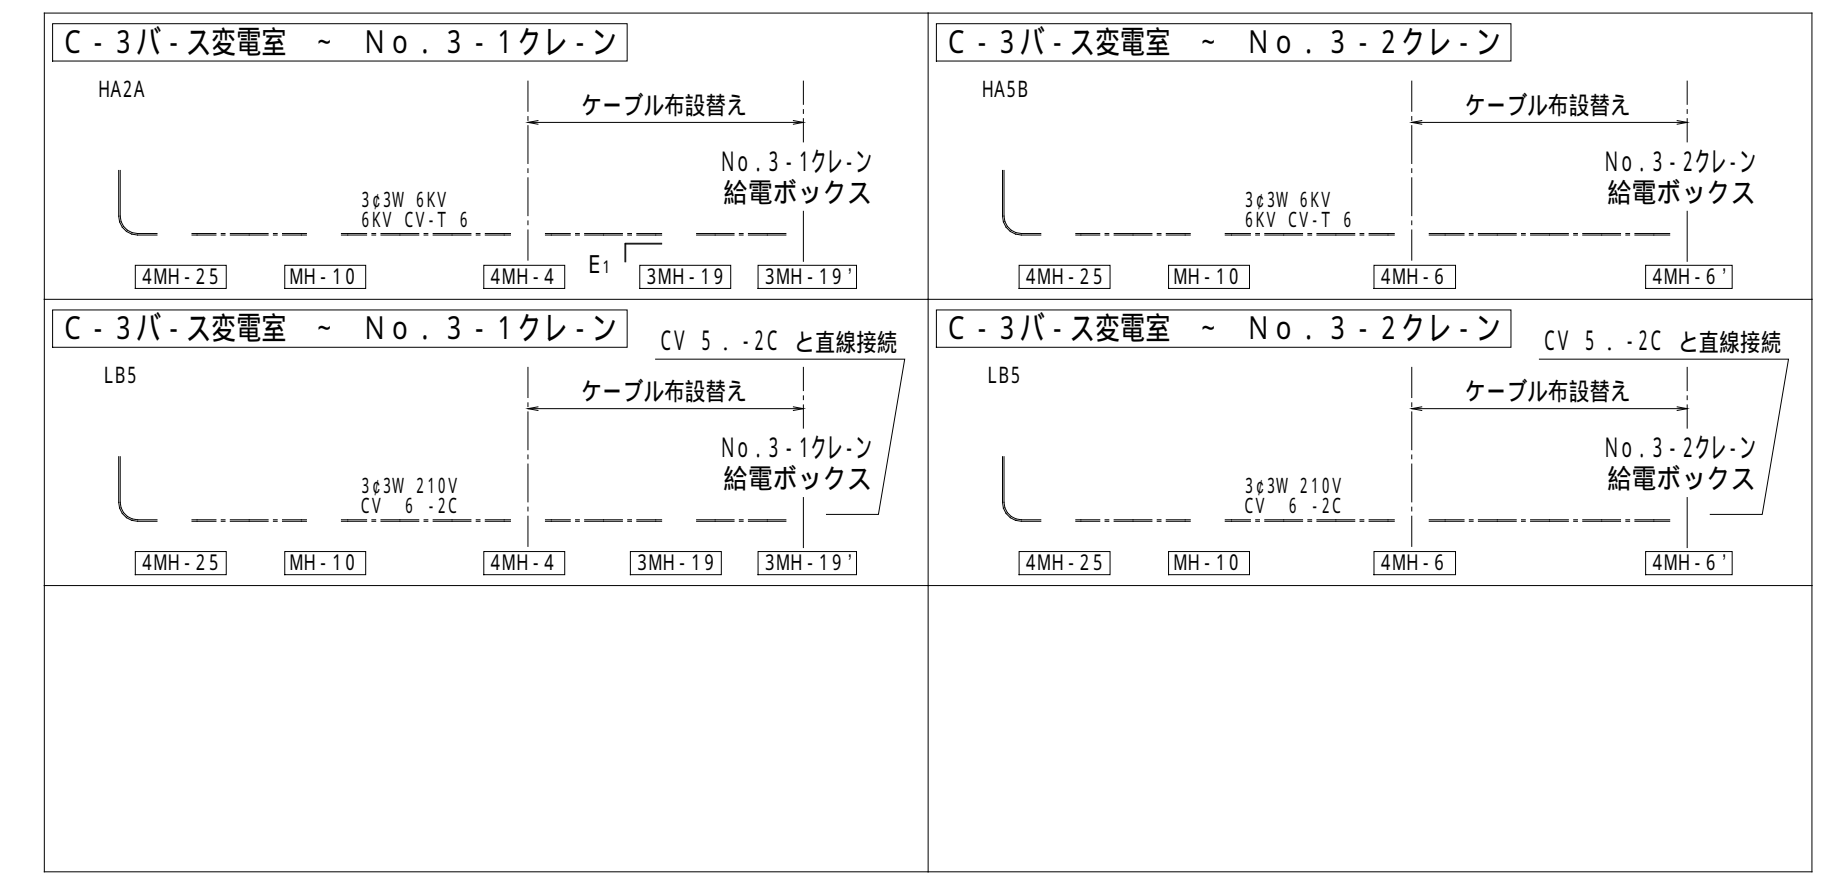 C-3バ-ス変電室 ~ No.3-1クレ-ン
HA2A
ケーブル布設替え
No.3-1クレ-ン
給電ボックス
3¢3W 6KV
6KV CV-T 6
E1
4MH-25 MH-10 4MH-4 3MH-19 3MH-19'
C-3バ-ス変電室 ~ No.3-2クレ-ン
HA5B
ケーブル布設替え
No.3-2クレ-ン
給電ボックス
3¢3W 6KV
6KV CV-T 6
4MH-25 MH-10 4MH-6 4MH-6'
C-3バ-ス変電室 ~ No.3-1クレ-ン
CV 5. -2C と直線接続
LB5
ケーブル布設替え
No.3-1クレ-ン
給電ボックス
3¢3W 210V
CV 6 -2C
4MH-25 MH-10 4MH-4 3MH-19 3MH-19'
C-3バ-ス変電室 ~ No.3-2クレ-ン
CV 5. -2C と直線接続
LB5
ケーブル布設替え
No.3-2クレ-ン
給電ボックス
3¢3W 210V
CV 6 -2C
4MH-25 MH-10 4MH-6 4MH-6'